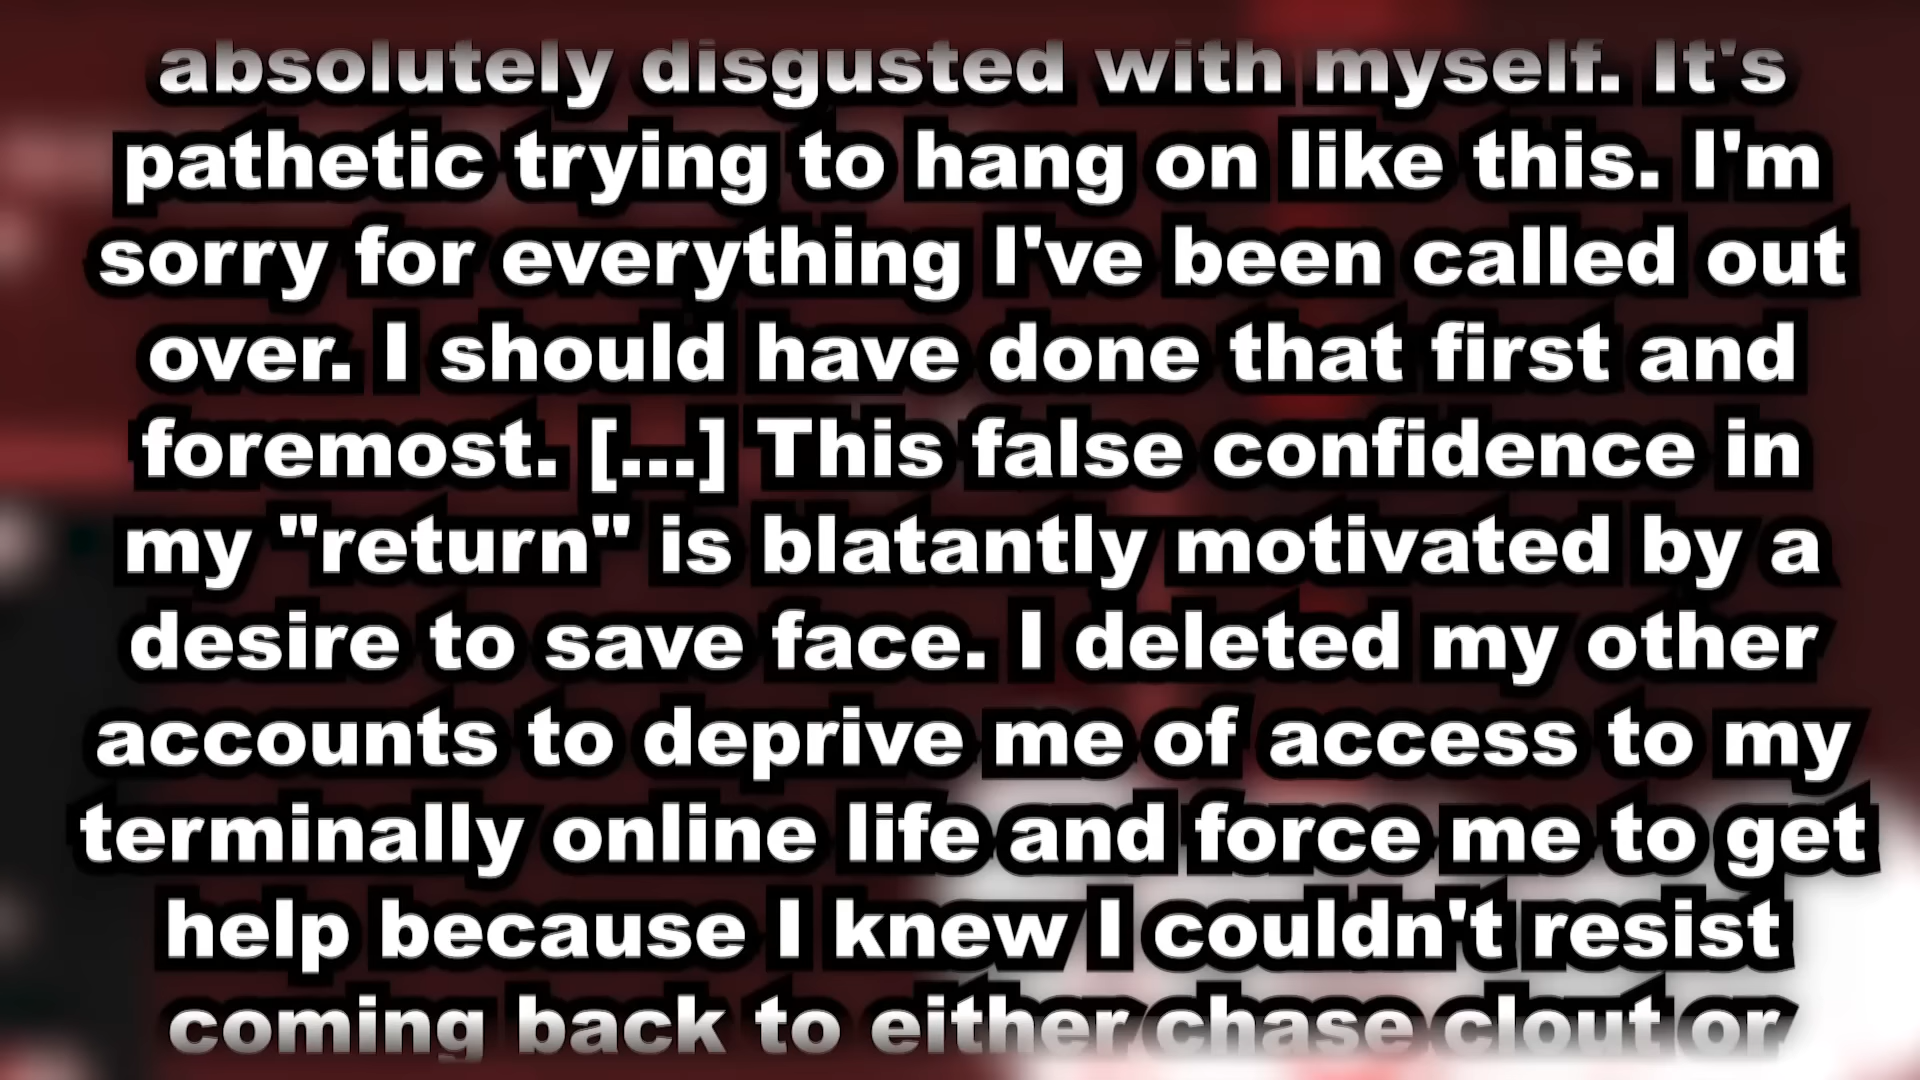 absolutely disgusted with myself. It's
pathetic trying to hang on like this. I'm
sorry for everything I've been called out
over. I should have done that first and
foremost. [...] This false confidence in
my "return" is blatantly motivated by a
desire to save face. I deleted my other
accounts to deprive me of access to my
terminally online life and force me to get
help because I knew I couldn't resist
coming back to either chase clout or